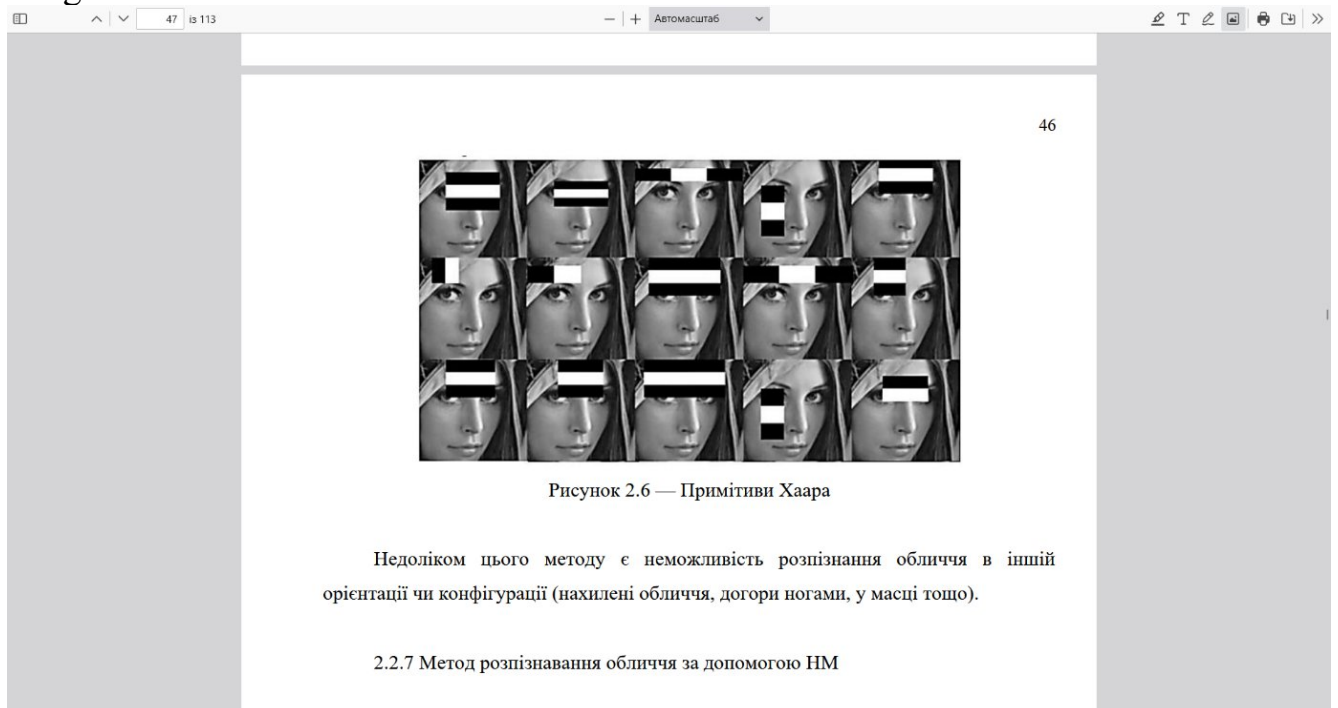 47 із 113
Автомасштаб
46
Рисунок 2.6 — Примітиви Хаара
Недоліком цього методу є неможливість розпізнання обличчя в іншій
орієнтації чи конфігурації (нахилені обличчя, догори ногами, у масці тощо).
2.2.7 Метод розпізнавання обличчя за допомогою НМ